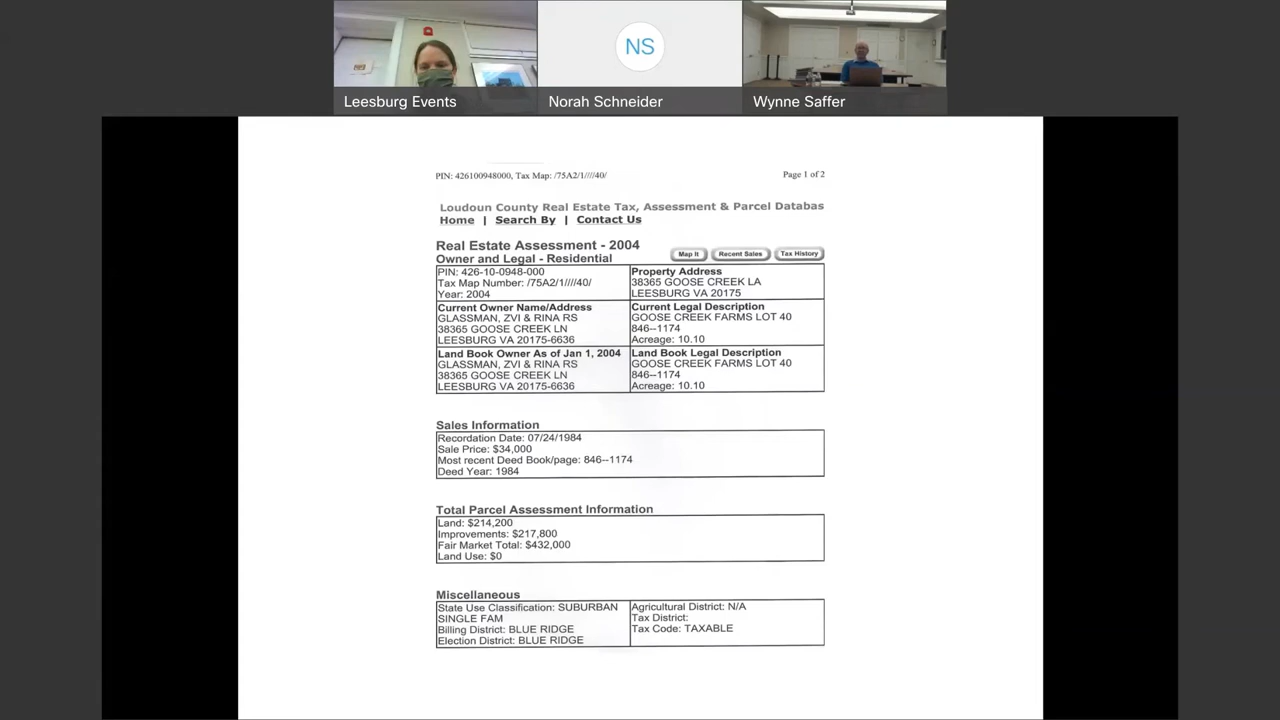 NS
Leesburg Events
Norah Schneider
Wynne Saffer
PIN: 426100948000, Tax Map: /75A2/1////40/
Page 1 of 2
Loudoun County Real Estate Tax, Assessment & Parcel Databas
Home | Search By | Contact Us
Real Estate Assessment - 2004
Owner and Legal - Residential
Map It
Recent Sales
Tax History
PIN: 426-10-0948-000
Tax Map Number: /75A2/1////40/
Year: 2004
Property Address
38365 GOOSE CREEK LA
LEESBURG VA 20175
Current Owner Name/Address
GLASSMAN, ZVI & RINA RS
38365 GOOSE CREEK LN
LEESBURG VA 20175-6636
Current Legal Description
GOOSE CREEK FARMS LOT 40
846--1174
Acreage: 10.10
Land Book Owner As of Jan 1, 2004
GLASSMAN, ZVI & RINA RS
38365 GOOSE CREEK LN
LEESBURG VA 20175-6636
Land Book Legal Description
GOOSE CREEK FARMS LOT 40
846--1174
Acreage: 10.10
Sales Information
Recordation Date: 07/24/1984
Sale Price: $34,000
Most recent Deed Book/page: 846--1174
Deed Year: 1984
Total Parcel Assessment Information
Land: $214,200
Improvements: $217,800
Fair Market Total: $432,000
Land Use: $0
Miscellaneous
State Use Classification: SUBURBAN
SINGLE FAM
Billing District: BLUE RIDGE
Election District: BLUE RIDGE
Agricultural District: N/A
Tax District:
Tax Code: TAXABLE